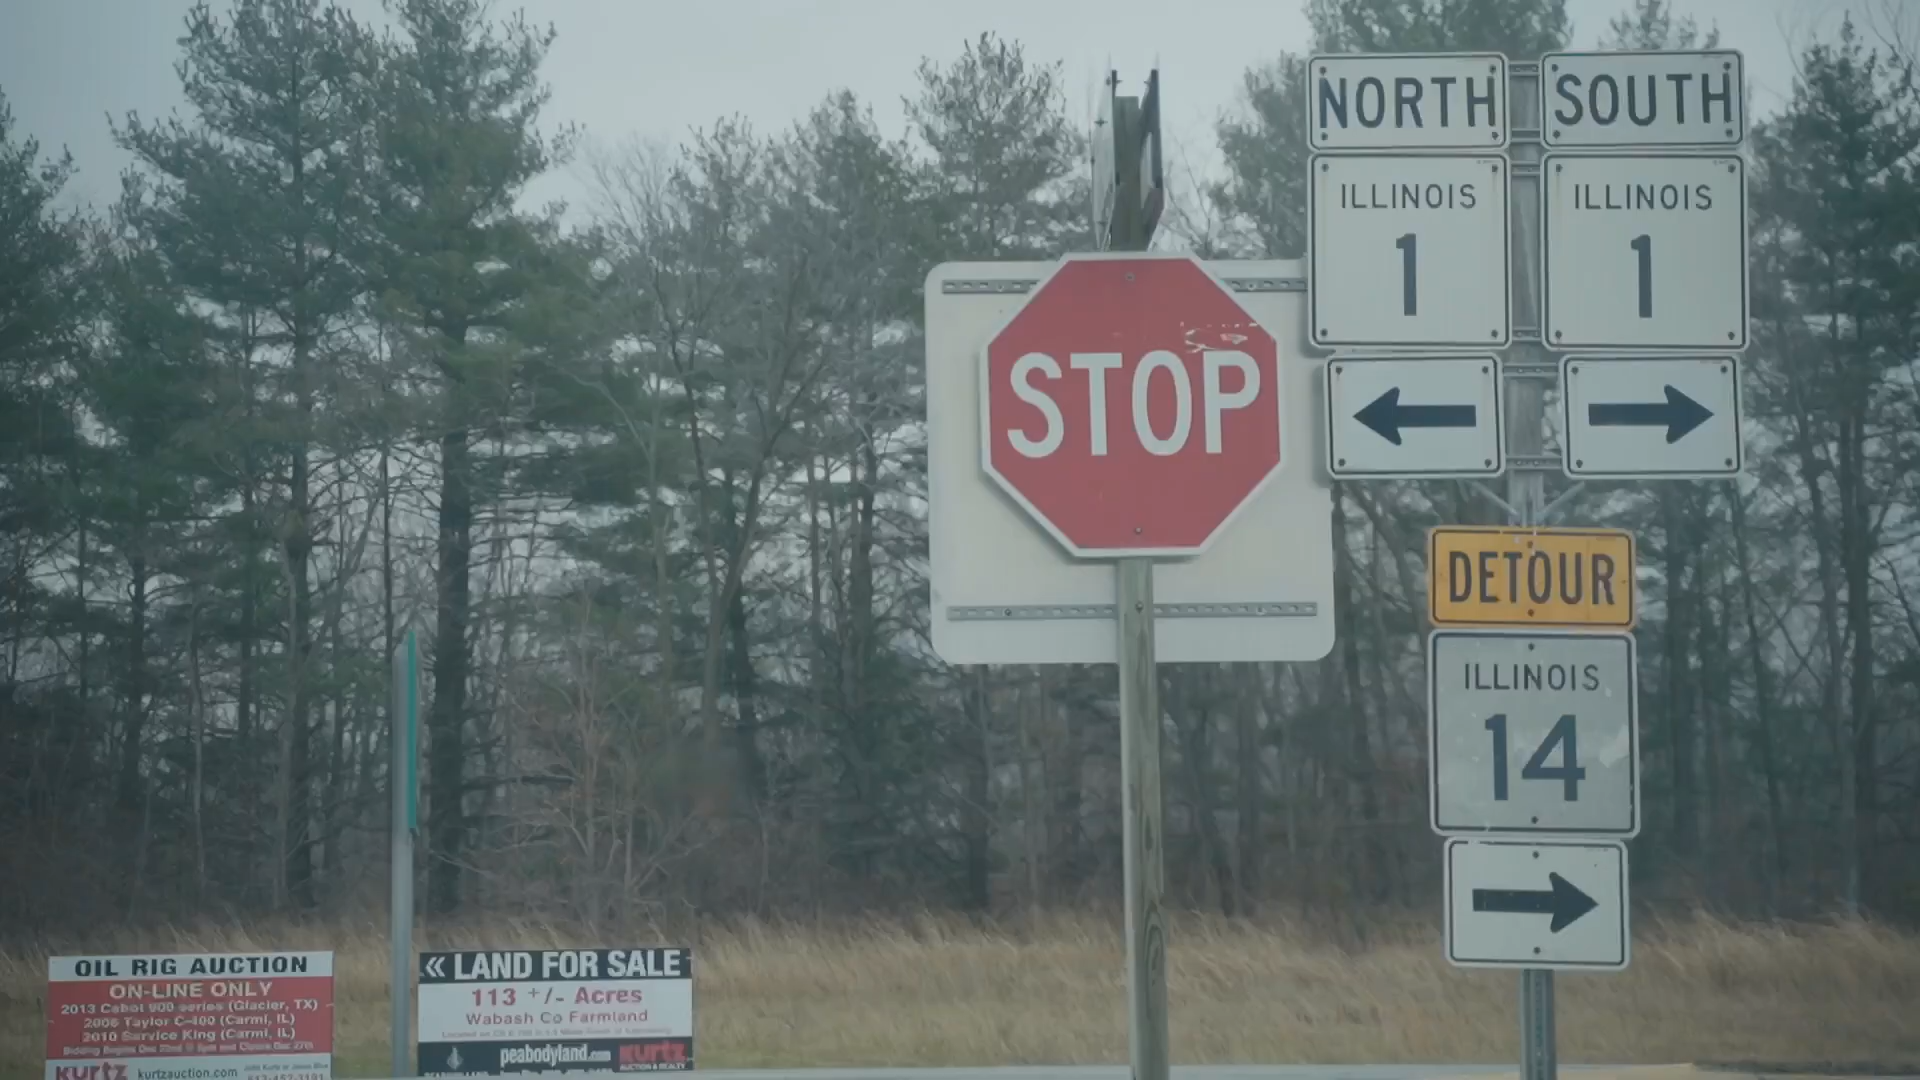 NORTH
ILLINOIS
1
SOUTH
ILLINOIS
1
STOP
DETOUR
ILLINOIS
14
OIL RIG AUCTION
ON-LINE ONLY
2013 Cabot 900 series (Glacier, TX)
2006 Taylor C-400 (Carmi, IL)
2010 Service King (Carmi, IL)
Kurtz
kurtzauction.com
« LAND FOR SALE
113 +/- Acres
Wabash Co Farmland
peabodyland.com
Kurtz
AUCTION & REALTY